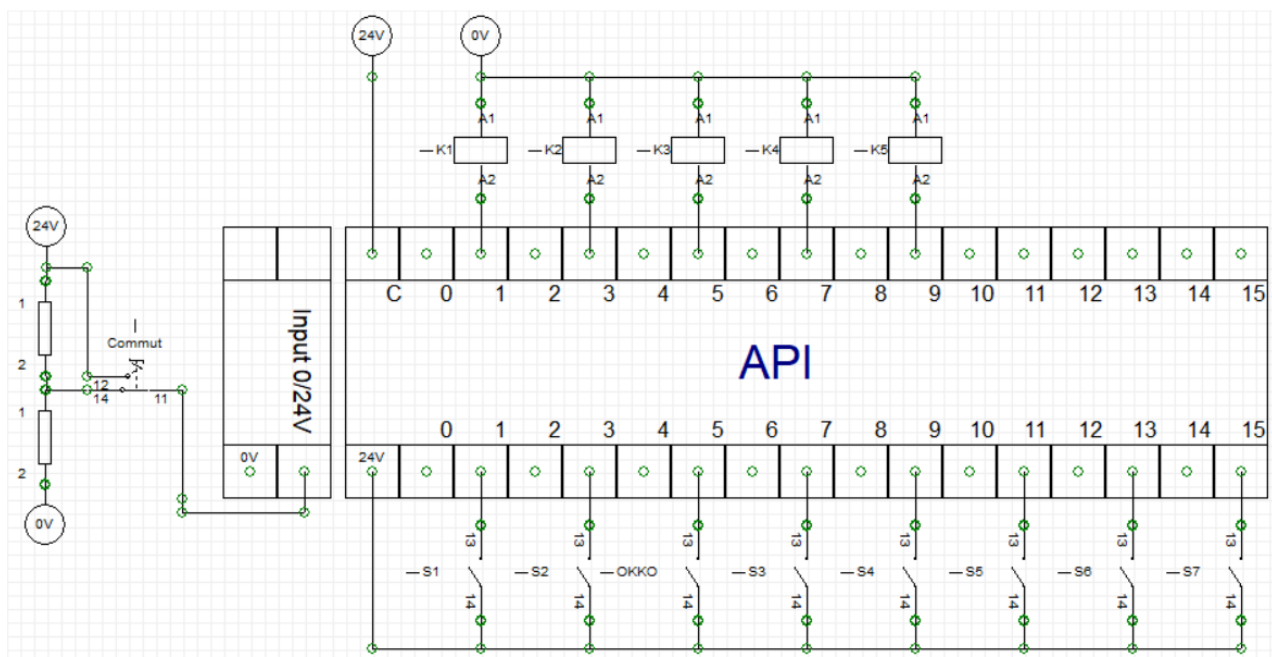 24V 0V
A1 A1 A1 A1 A1
—K1 —K2 —K3 —K4 —K5
A2 A2 A2 A2 A2
24V
C 0 1 2 3 4 5 6 7 8 9 10 11 12 13 14 15
1
Commut
Input 0/24V
API
2
12
14 11
1
0 1 2 3 4 5 6 7 8 9 10 11 12 13 14 15
2
0V 24V
0V
13 13 13 13 13 13 13 13
—S1 —S2 —OKKO —S3 —S4 —S5 —S6 —S7
14 14 14 14 14 14 14 14